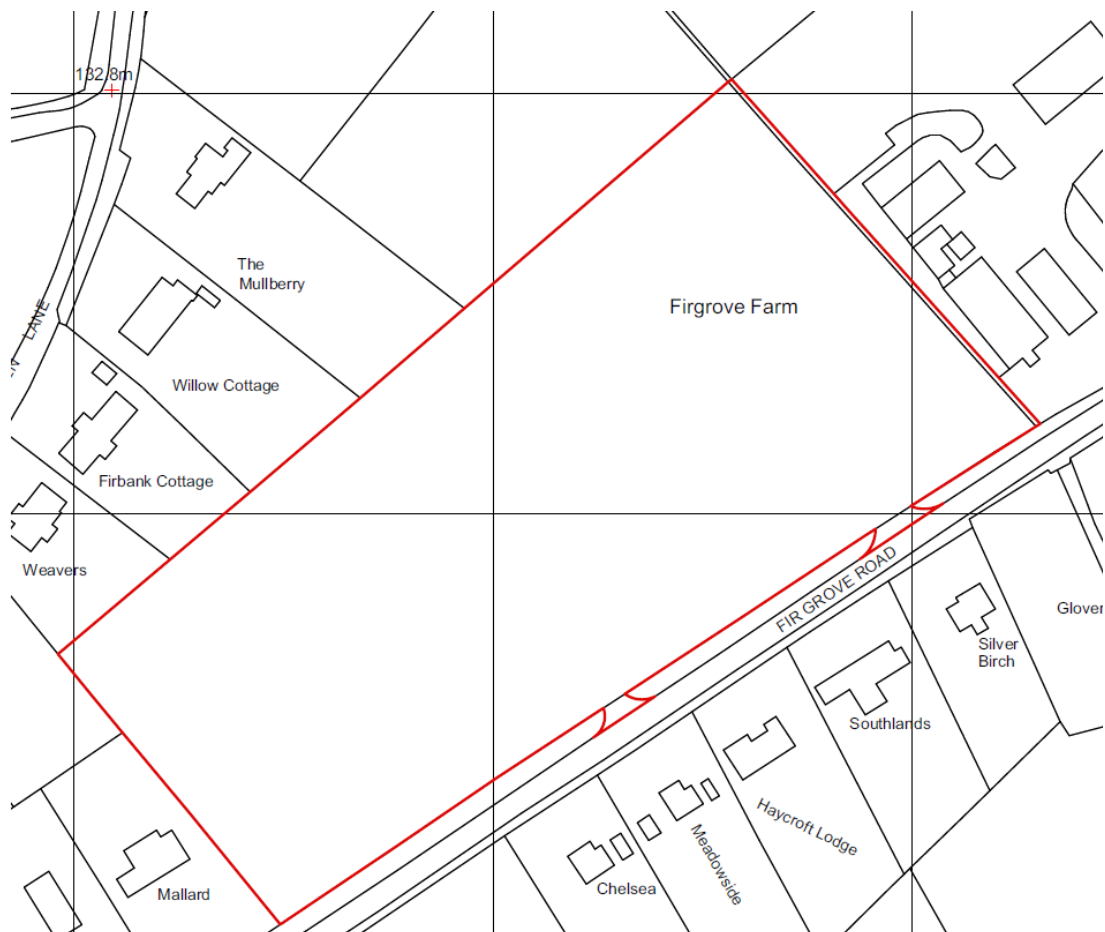 132.8m
The
Mullberry
Firgrove Farm
LANE
Willow Cottage
Firbank Cottage
Weavers
FIR GROVE ROAD
Glover
Silver
Birch
Southlands
Haycroft Lodge
Meadowside
Chelsea
Mallard